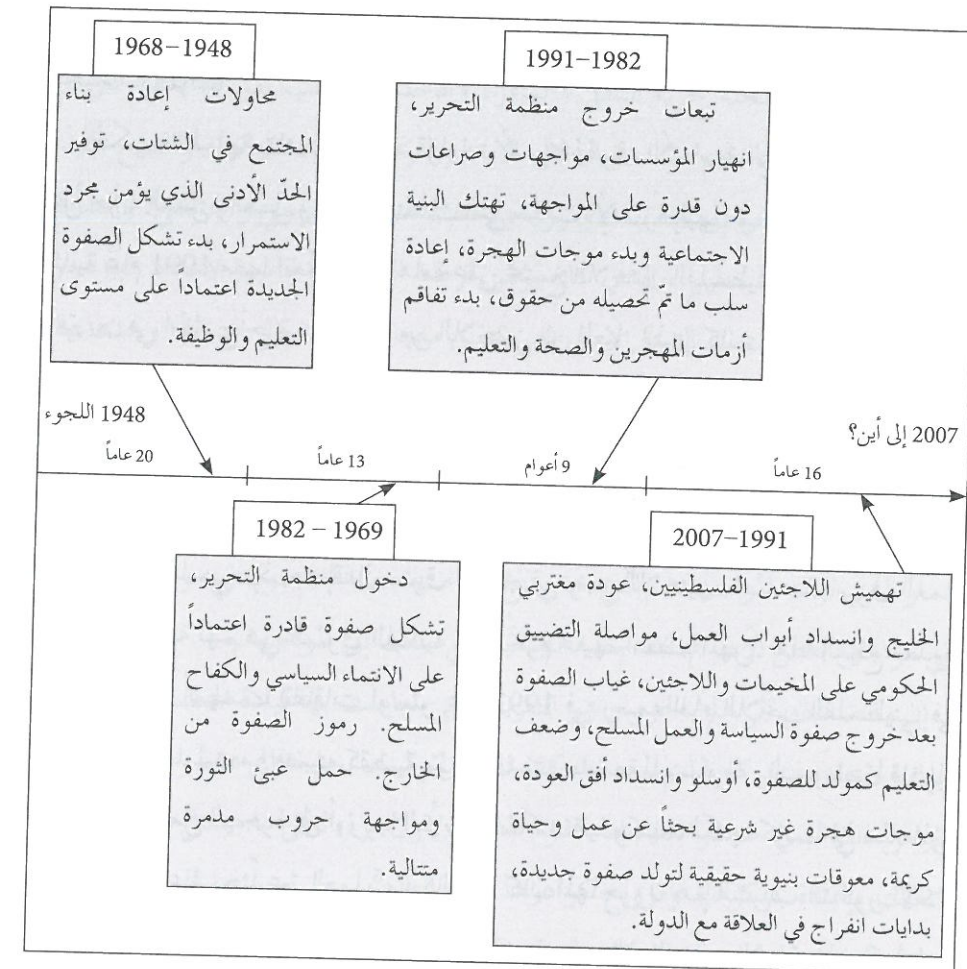 1968–1948
محاولات إعادة بناء
المجتمع في الشتات، توفير
الحدّ الأدنى الذي يؤمن مجرد
الاستمرار، بدء تشكل الصفوة
الجديدة اعتماداً على مستوى
التعليم والوظيفة.
1991–1982
تبعات خروج منظمة التحرير،
انهيار المؤسسات، مواجهات وصراعات
دون قدرة على المواجهة، تهتك البنية
الاجتماعية وبدء موجات الهجرة، إعادة
سلب ما تمّ تحصيله من حقوق، بدء تفاقم
أزمات المهجرين والصحة والتعليم.
1948 اللجوء
2007 إلى أين؟
20 عاماً
13 عاماً
9 أعوام
16 عاماً
1982 – 1969
دخول منظمة التحرير،
تشكل صفوة قادرة اعتماداً
على الانتماء السياسي والكفاح
المسلح. رموز الصفوة من
الخارج. حمل عبئ الثورة
ومواجهة حروب مدمرة
متتالية.
2007–1991
تهميش اللاجئين الفلسطينيين، عودة مغتربي
الخليج وانسداد أبواب العمل، مواصلة التضييق
الحكومي على المخيمات واللاجئين، غياب الصفوة
بعد خروج صفوة السياسة والعمل المسلح، وضعف
التعليم كمولد للصفوة، أوسلو وانسداد أفق العودة،
موجات هجرة غير شرعية بحثاً عن عمل وحياة
كريمة، معوقات بنيوية حقيقية لتولد صفوة جديدة،
بدايات انفراج في العلاقة مع الدولة.